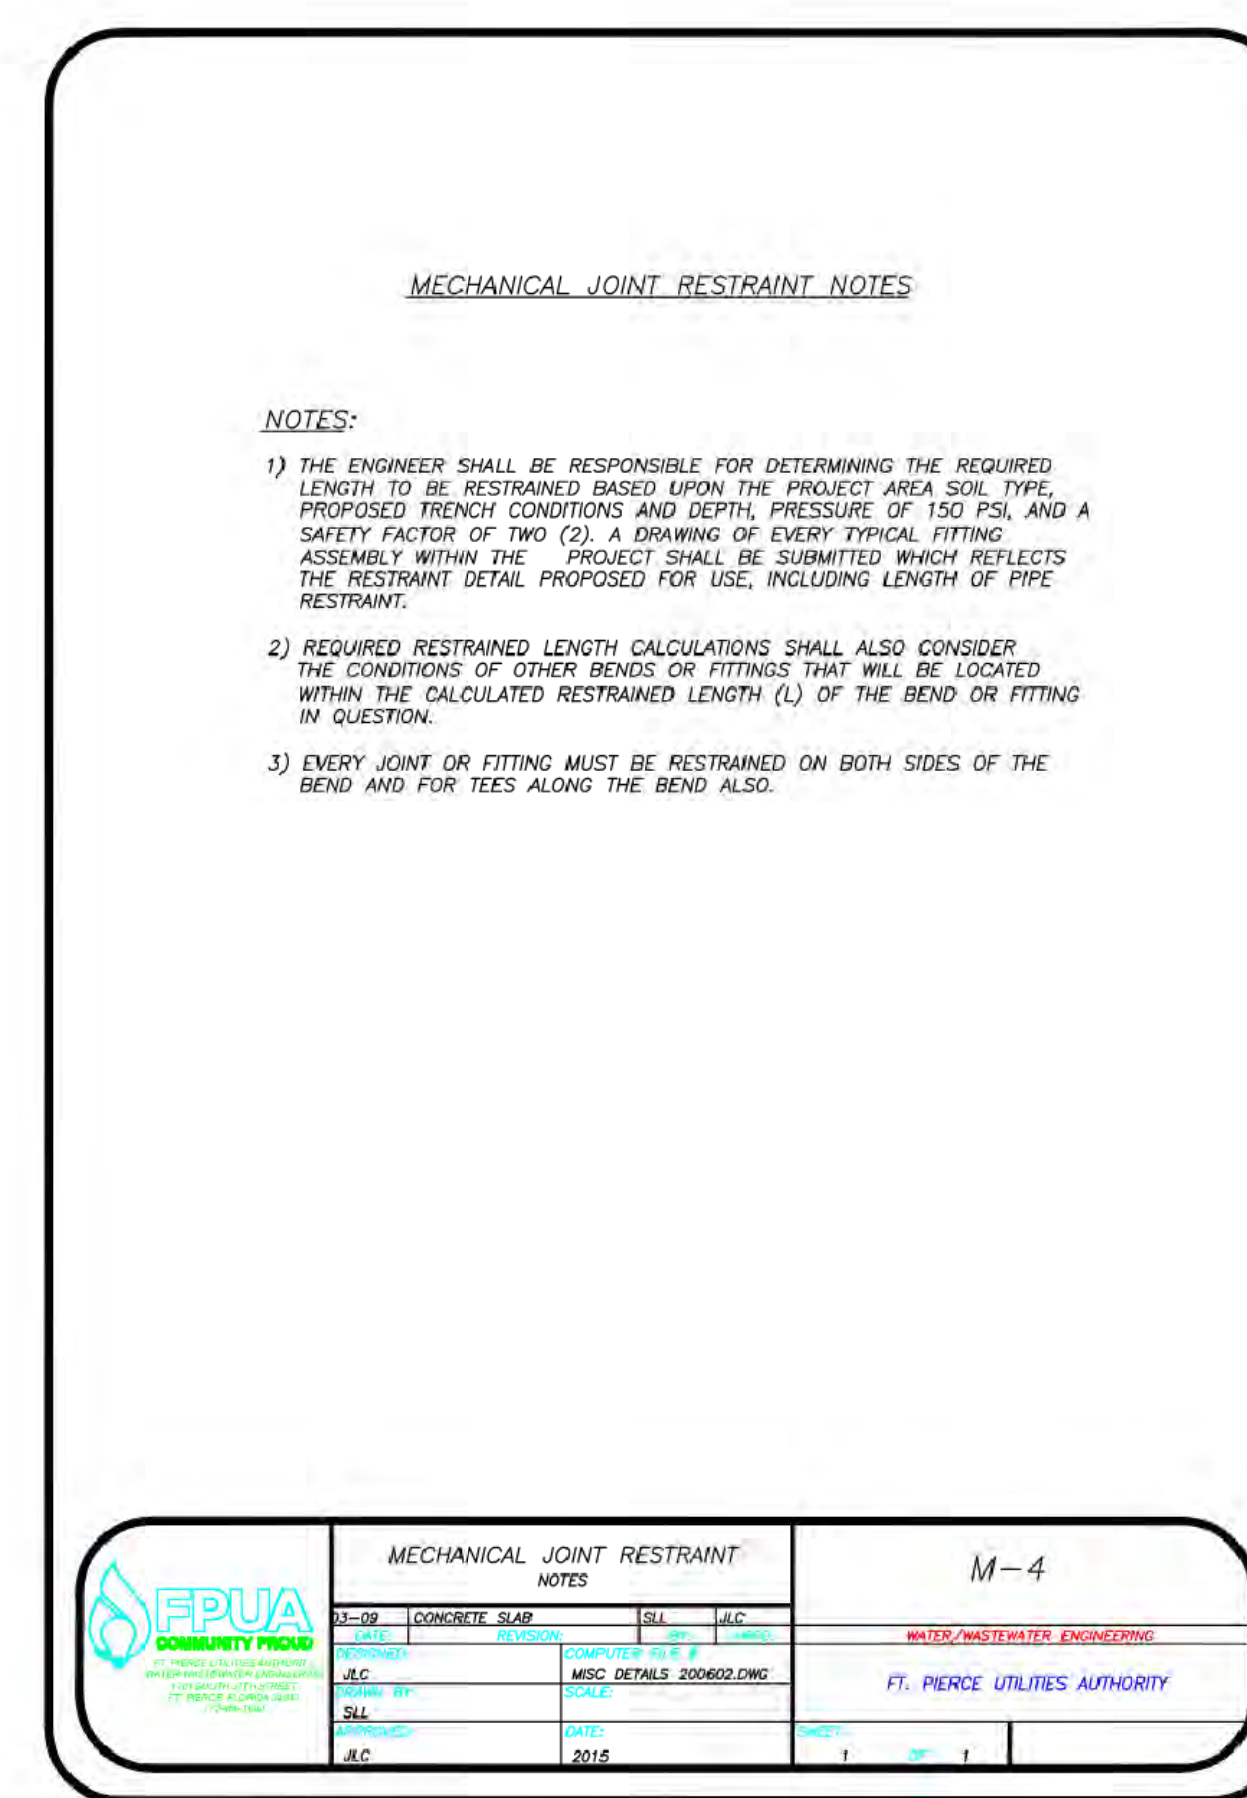 MECHANICAL JOINT RESTRAINT NOTES
NOTES:
1) THE ENGINEER SHALL BE RESPONSIBLE FOR DETERMINING THE REQUIRED
LENGTH TO BE RESTRAINED BASED UPON THE PROJECT AREA SOIL TYPE,
PROPOSED TRENCH CONDITIONS AND DEPTH, PRESSURE OF 150 PSI, AND A
SAFETY FACTOR OF TWO (2). A DRAWING OF EVERY TYPICAL FITTING
ASSEMBLY WITHIN THE PROJECT SHALL BE SUBMITTED WHICH REFLECTS
THE RESTRAINT DETAIL PROPOSED FOR USE, INCLUDING LENGTH OF PIPE
RESTRAINT.
2) REQUIRED RESTRAINED LENGTH CALCULATIONS SHALL ALSO CONSIDER
THE CONDITIONS OF OTHER BENDS OR FITTINGS THAT WILL BE LOCATED
WITHIN THE CALCULATED RESTRAINED LENGTH (L) OF THE BEND OR FITTING
IN QUESTION.
3) EVERY JOINT OR FITTING MUST BE RESTRAINED ON BOTH SIDES OF THE
BEND AND FOR TEES ALONG THE BEND ALSO.
FPUA
COMMUNITY PROUD
FT. PIERCE UTILITIES AUTHORITY
WATER/WASTEWATER ENGINEERING
MECHANICAL JOINT RESTRAINT
NOTES
03-09 CONCRETE SLAB SLL JLC
DATE: REVISION: BY:
DESIGNED:
JLC
COMPUTER FILE #
MISC DETAILS 200602.DWG
DRAWN BY:
SLL
SCALE:
APPROVED:
JLC
DATE:
2015
M-4
WATER/WASTEWATER ENGINEERING
FT. PIERCE UTILITIES AUTHORITY
SHEET:
1 OF 1